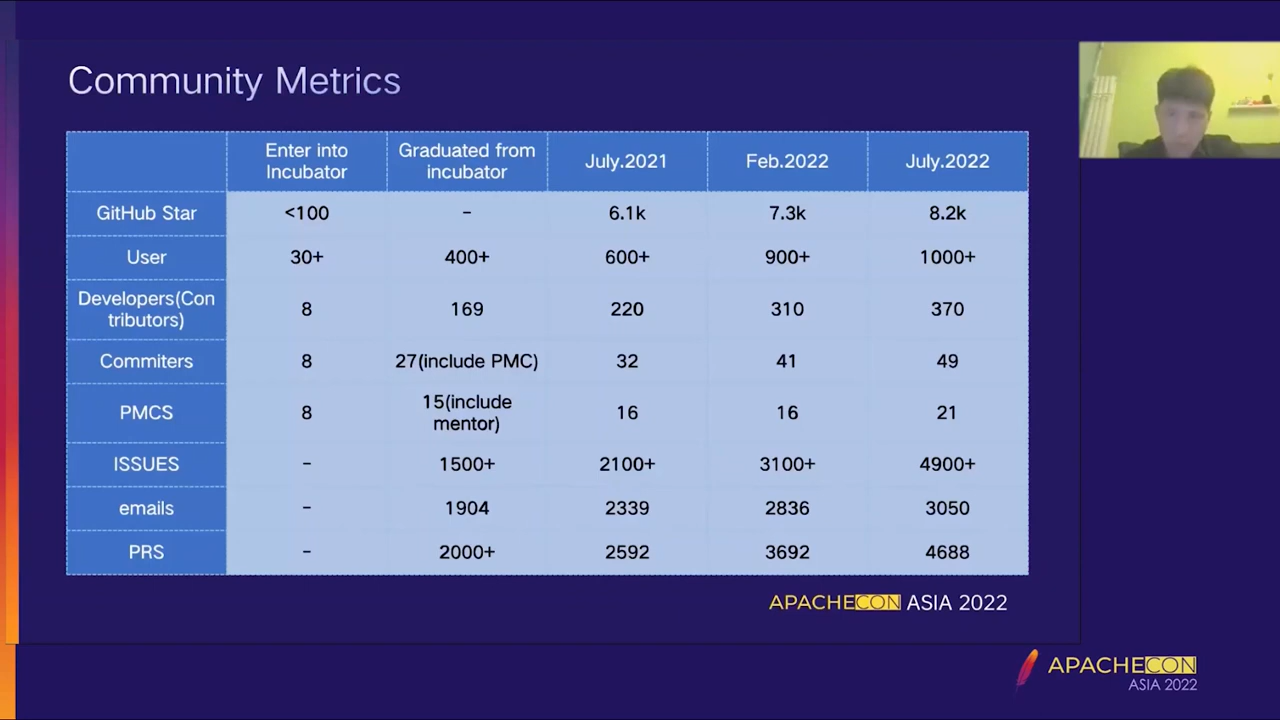 Community Metrics
Enter into Incubator Graduated from incubator July.2021 Feb.2022 July.2022
GitHub Star <100 - 6.1k 7.3k 8.2k
User 30+ 400+ 600+ 900+ 1000+
Developers(Contributors) 8 169 220 310 370
Commiters 8 27(include PMC) 32 41 49
PMCS 8 15(include mentor) 16 16 21
ISSUES - 1500+ 2100+ 3100+ 4900+
emails - 1904 2339 2836 3050
PRS - 2000+ 2592 3692 4688
APACHECON ASIA 2022
APACHECON
ASIA 2022